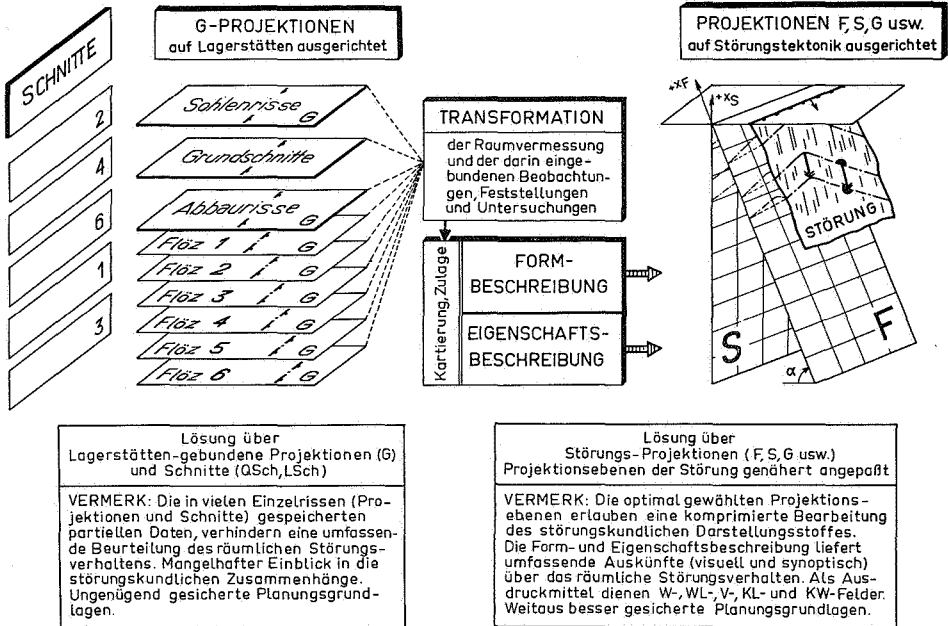 SCHNITTE
2
4
6
1
3
G-PROJEKTIONEN
auf Lagerstätten ausgerichtet
Sohlenrisse
G
Grundschnitte
Abbaurisse
G
Flöz 1
G
Flöz 2
G
Flöz 3
G
Flöz 4
G
Flöz 5
G
Flöz 6
G
TRANSFORMATION
der Raumvermessung
und der darin einge-
bundenen Beobachtun-
gen, Feststellungen
und Untersuchungen
Kartierung, Zulage
FORM-
BESCHREIBUNG
EIGENSCHAFTS-
BESCHREIBUNG
PROJEKTIONEN F, S, G usw.
auf Störungstektonik ausgerichtet
+XF
+XS
STÖRUNG
S
F
α
Lösung über
Lagerstätten-gebundene Projektionen (G)
und Schnitte (QSch, LSch)
VERMERK: Die in vielen Einzelrissen (Pro-
jektionen und Schnitte) gespeicherten
partiellen Daten, verhindern eine umfassen-
de Beurteilung des räumlichen Störungs-
verhaltens. Mangelhafter Einblick in die
störungskundlichen Zusammenhänge.
Ungenügend gesicherte Planungsgrund-
lagen.
Lösung über
Störungs-Projektionen (F, S, G usw.)
Projektionsebenen der Störung genähert angepaßt
VERMERK: Die optimal gewählten Projektions-
ebenen erlauben eine komprimierte Bearbeitung
des störungskundlichen Darstellungsstoffes.
Die Form- und Eigenschaftsbeschreibung liefert
umfassende Auskünfte (visuell und synoptisch)
über das räumliche Störungsverhalten. Als Aus-
druckmittel dienen W-, WL-, V-, KL- und KW-Felder.
Weitaus besser gesicherte Planungsgrundlagen.